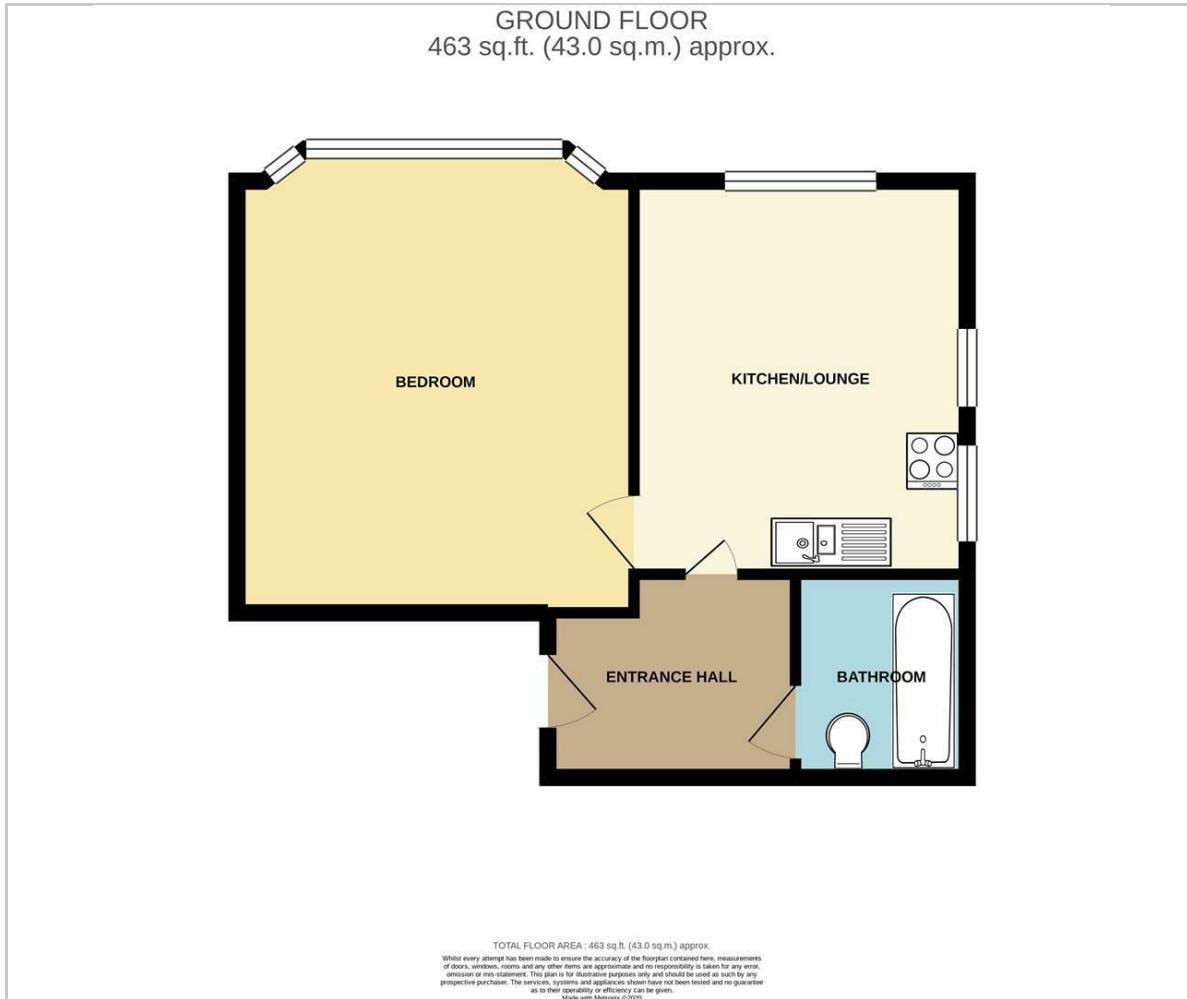 GROUND FLOOR
463 sq.ft. (43.0 sq.m.) approx.
BEDROOM
KITCHEN/LOUNGE
ENTRANCE HALL
BATHROOM
TOTAL FLOOR AREA : 463 sq.ft. (43.0 sq.m.) approx.
Whilst every attempt has been made to ensure the accuracy of the floorplan contained here, measurements
of doors, windows, rooms and any other items are approximate and no responsibility is taken for any error,
omission or mis-statement. This plan is for illustrative purposes only and should be used as such by any
prospective purchaser. The services, systems and appliances shown have not been tested and no guarantee
as to their operability or efficiency can be given.
Made with Metropix ©2020